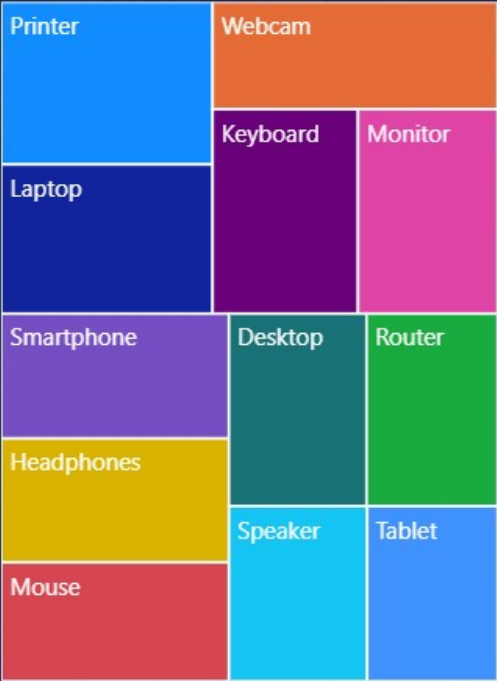 Printer
Webcam
Keyboard
Monitor
Laptop
Smartphone
Desktop
Router
Headphones
Speaker
Tablet
Mouse